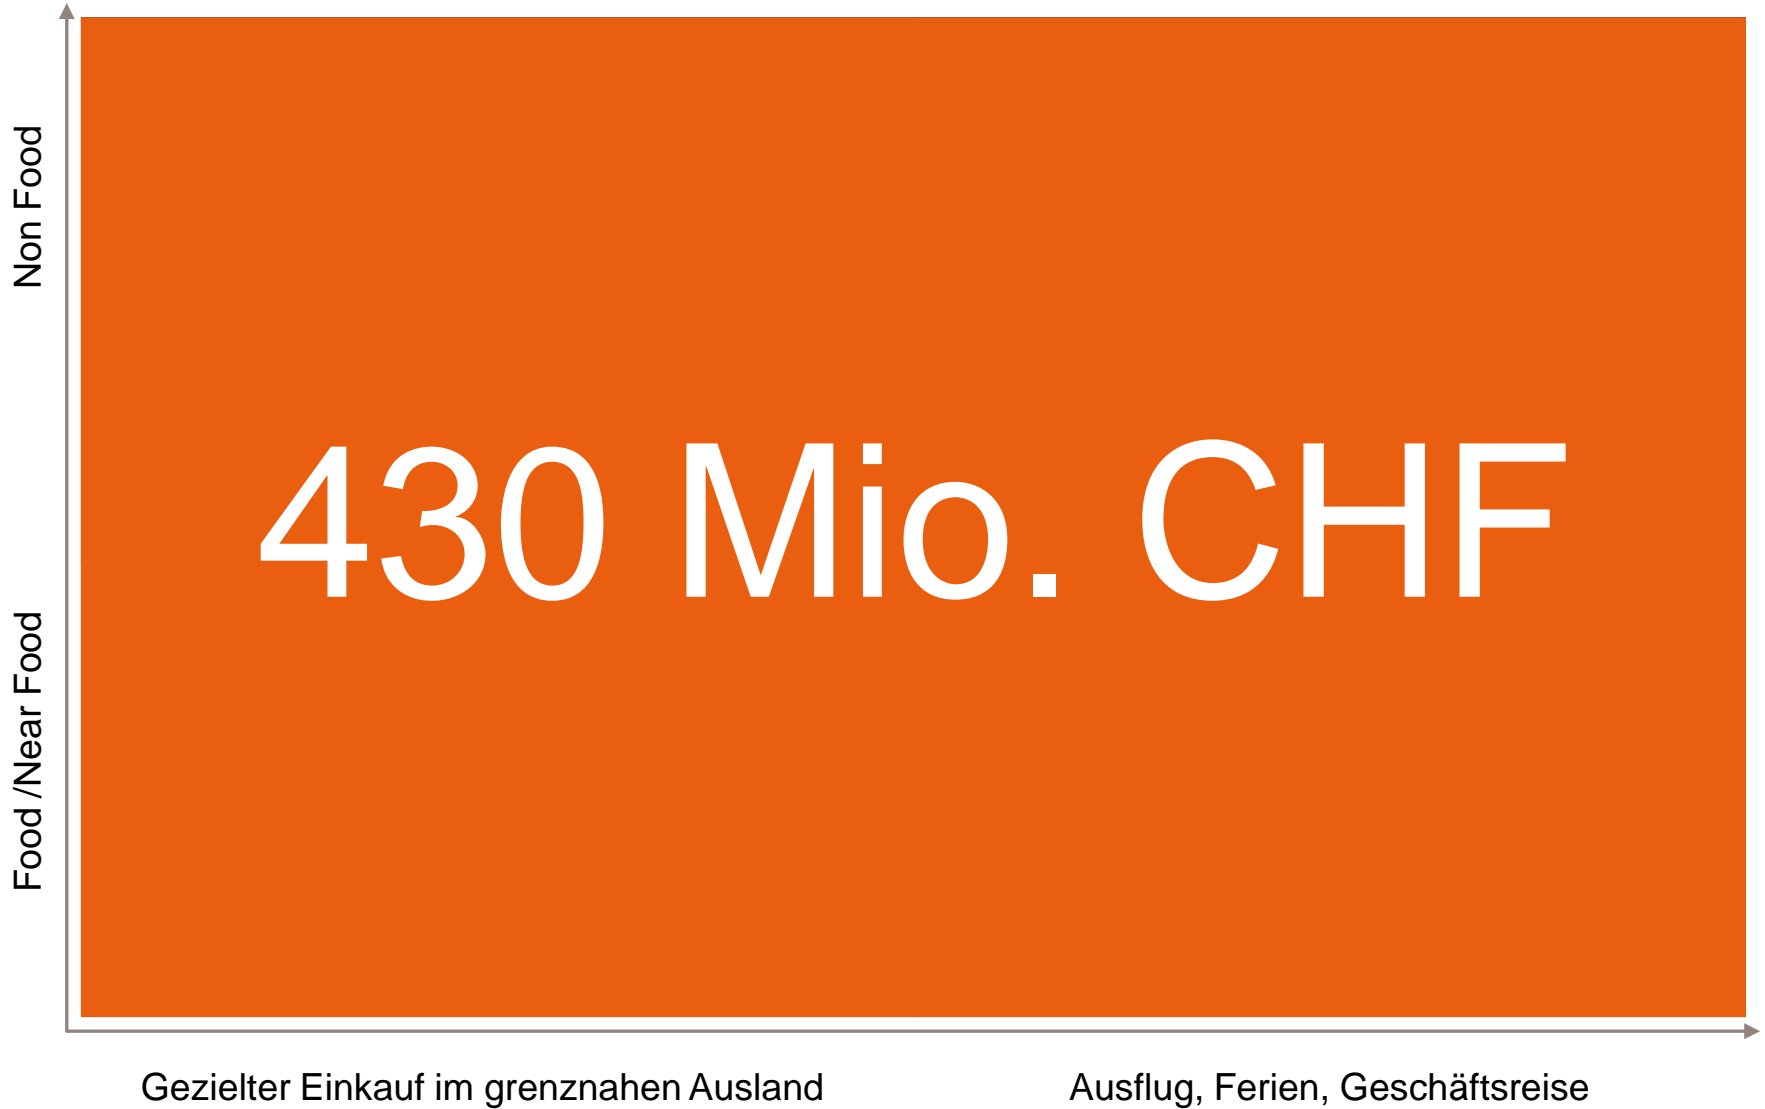 Non Food
430 Mio. CHF
Food /Near Food
Gezielter Einkauf im grenznahen Ausland
Ausflug, Ferien, Geschäftsreise